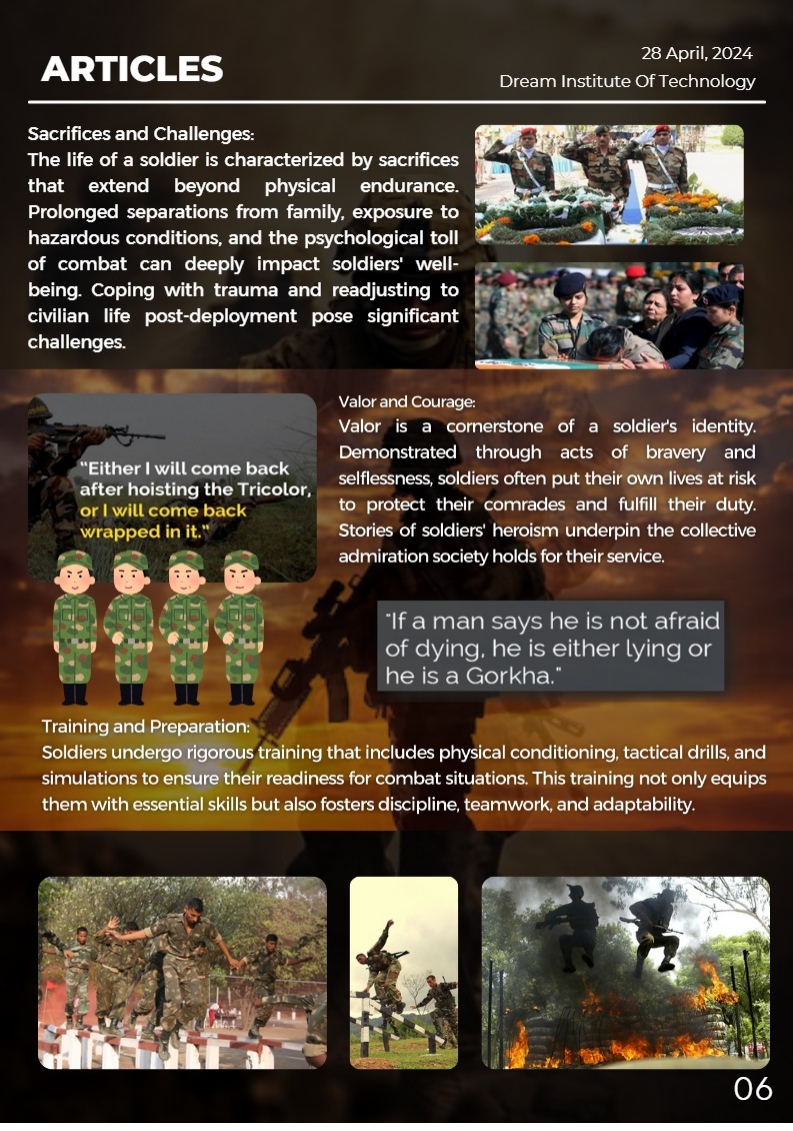 ARTICLES
28 April, 2024
Dream Institute Of Technology
Sacrifices and Challenges:
The life of a soldier is characterized by sacrifices
that extend beyond physical endurance.
Prolonged separations from family, exposure to
hazardous conditions, and the psychological toll
of combat can deeply impact soldiers' well-
being. Coping with trauma and readjusting to
civilian life post-deployment pose significant
challenges.
"Either I will come back
after hoisting the Tricolor,
or I will come back
wrapped in it."
Valor and Courage:
Valor is a cornerstone of a soldier's identity.
Demonstrated through acts of bravery and
selflessness, soldiers often put their own lives at risk
to protect their comrades and fulfill their duty.
Stories of soldiers' heroism underpin the collective
admiration society holds for their service.
"If a man says he is not afraid
of dying, he is either lying or
he is a Gorkha."
Training and Preparation:
Soldiers undergo rigorous training that includes physical conditioning, tactical drills, and
simulations to ensure their readiness for combat situations. This training not only equips
them with essential skills but also fosters discipline, teamwork, and adaptability.
06